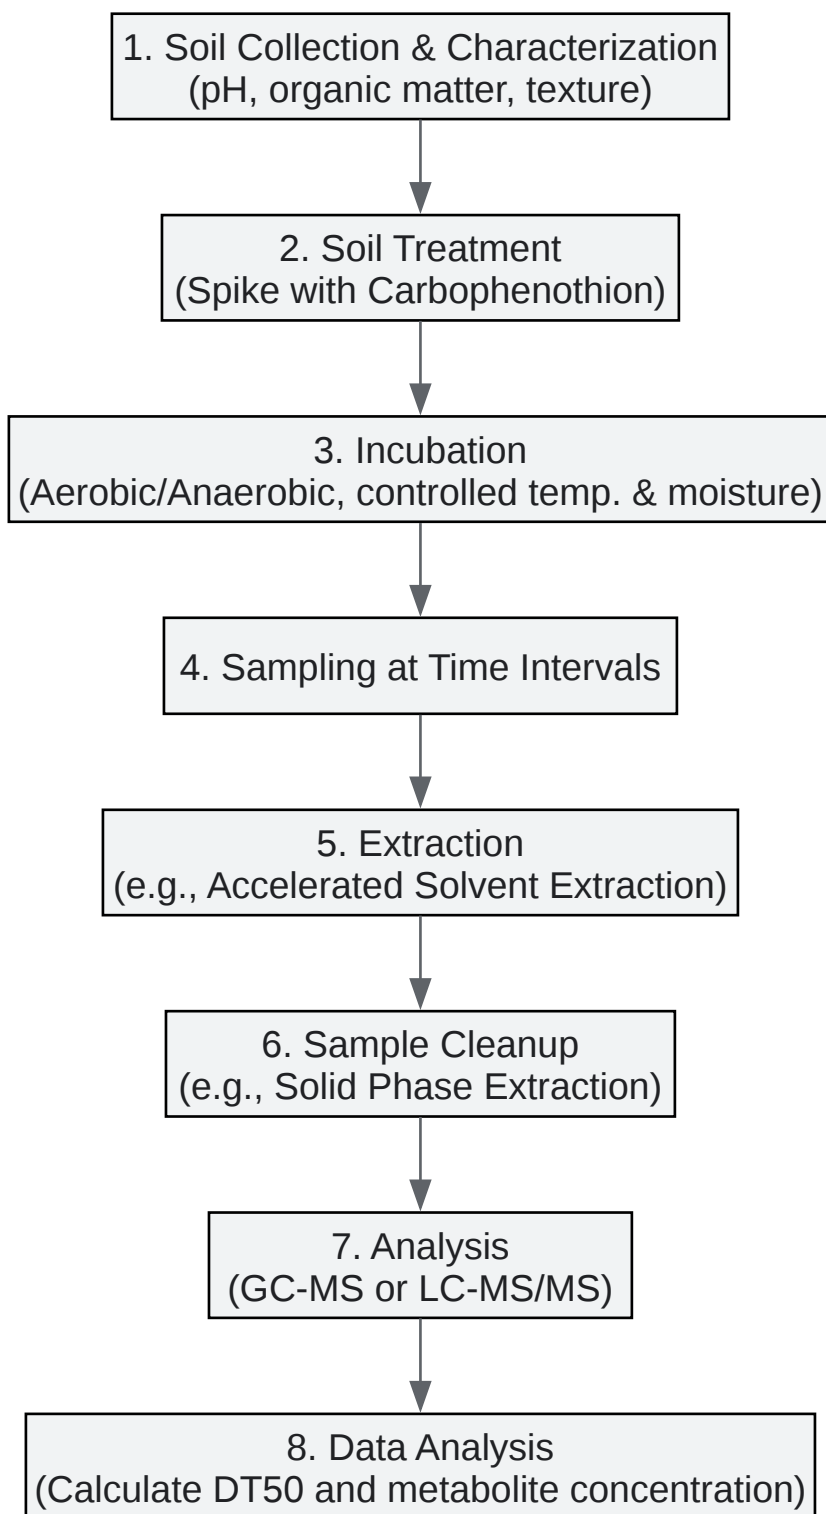 1. Soil Collection & Characterization
(pH, organic matter, texture)
2. Soil Treatment
(Spike with Carbophenothion)
3. Incubation
(Aerobic/Anaerobic, controlled temp. & moisture)
4. Sampling at Time Intervals
5. Extraction
(e.g., Accelerated Solvent Extraction)
6. Sample Cleanup
(e.g., Solid Phase Extraction)
7. Analysis
(GC-MS or LC-MS/MS)
8. Data Analysis
(Calculate DT50 and metabolite concentration)